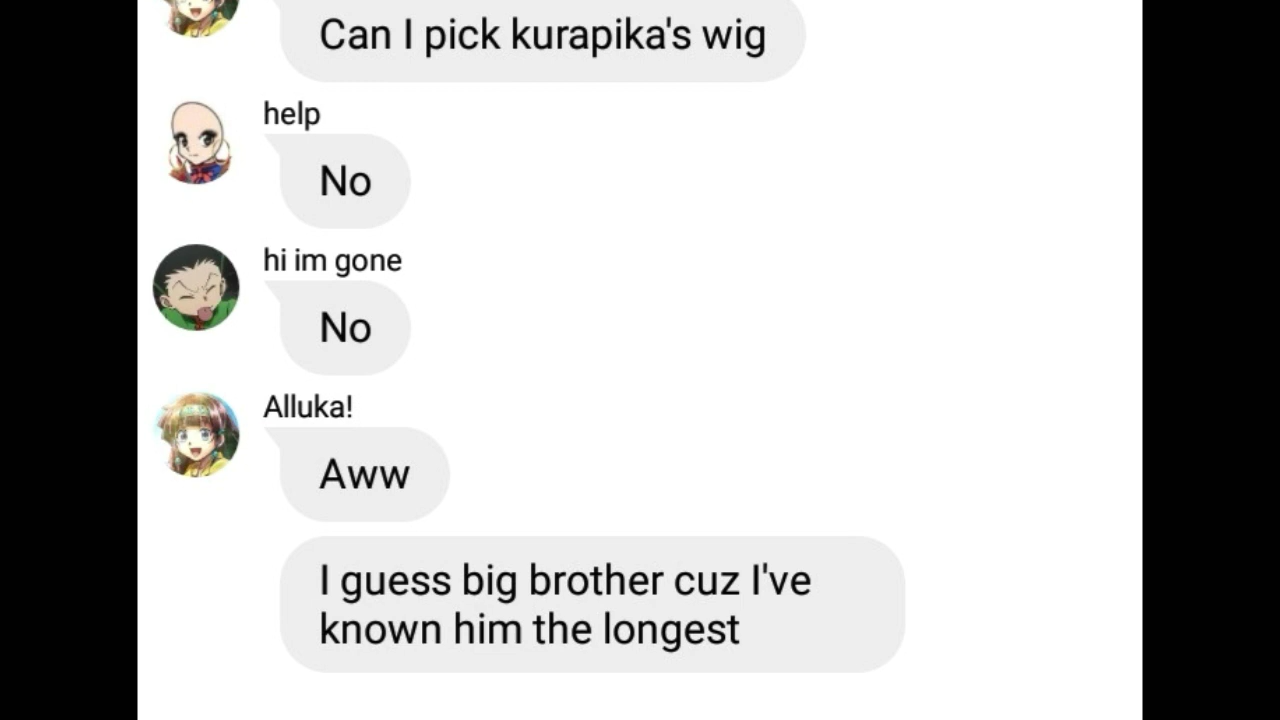 Can I pick kurapika's wig
help
No
hi im gone
No
Alluka!
Aww
I guess big brother cuz I've
known him the longest